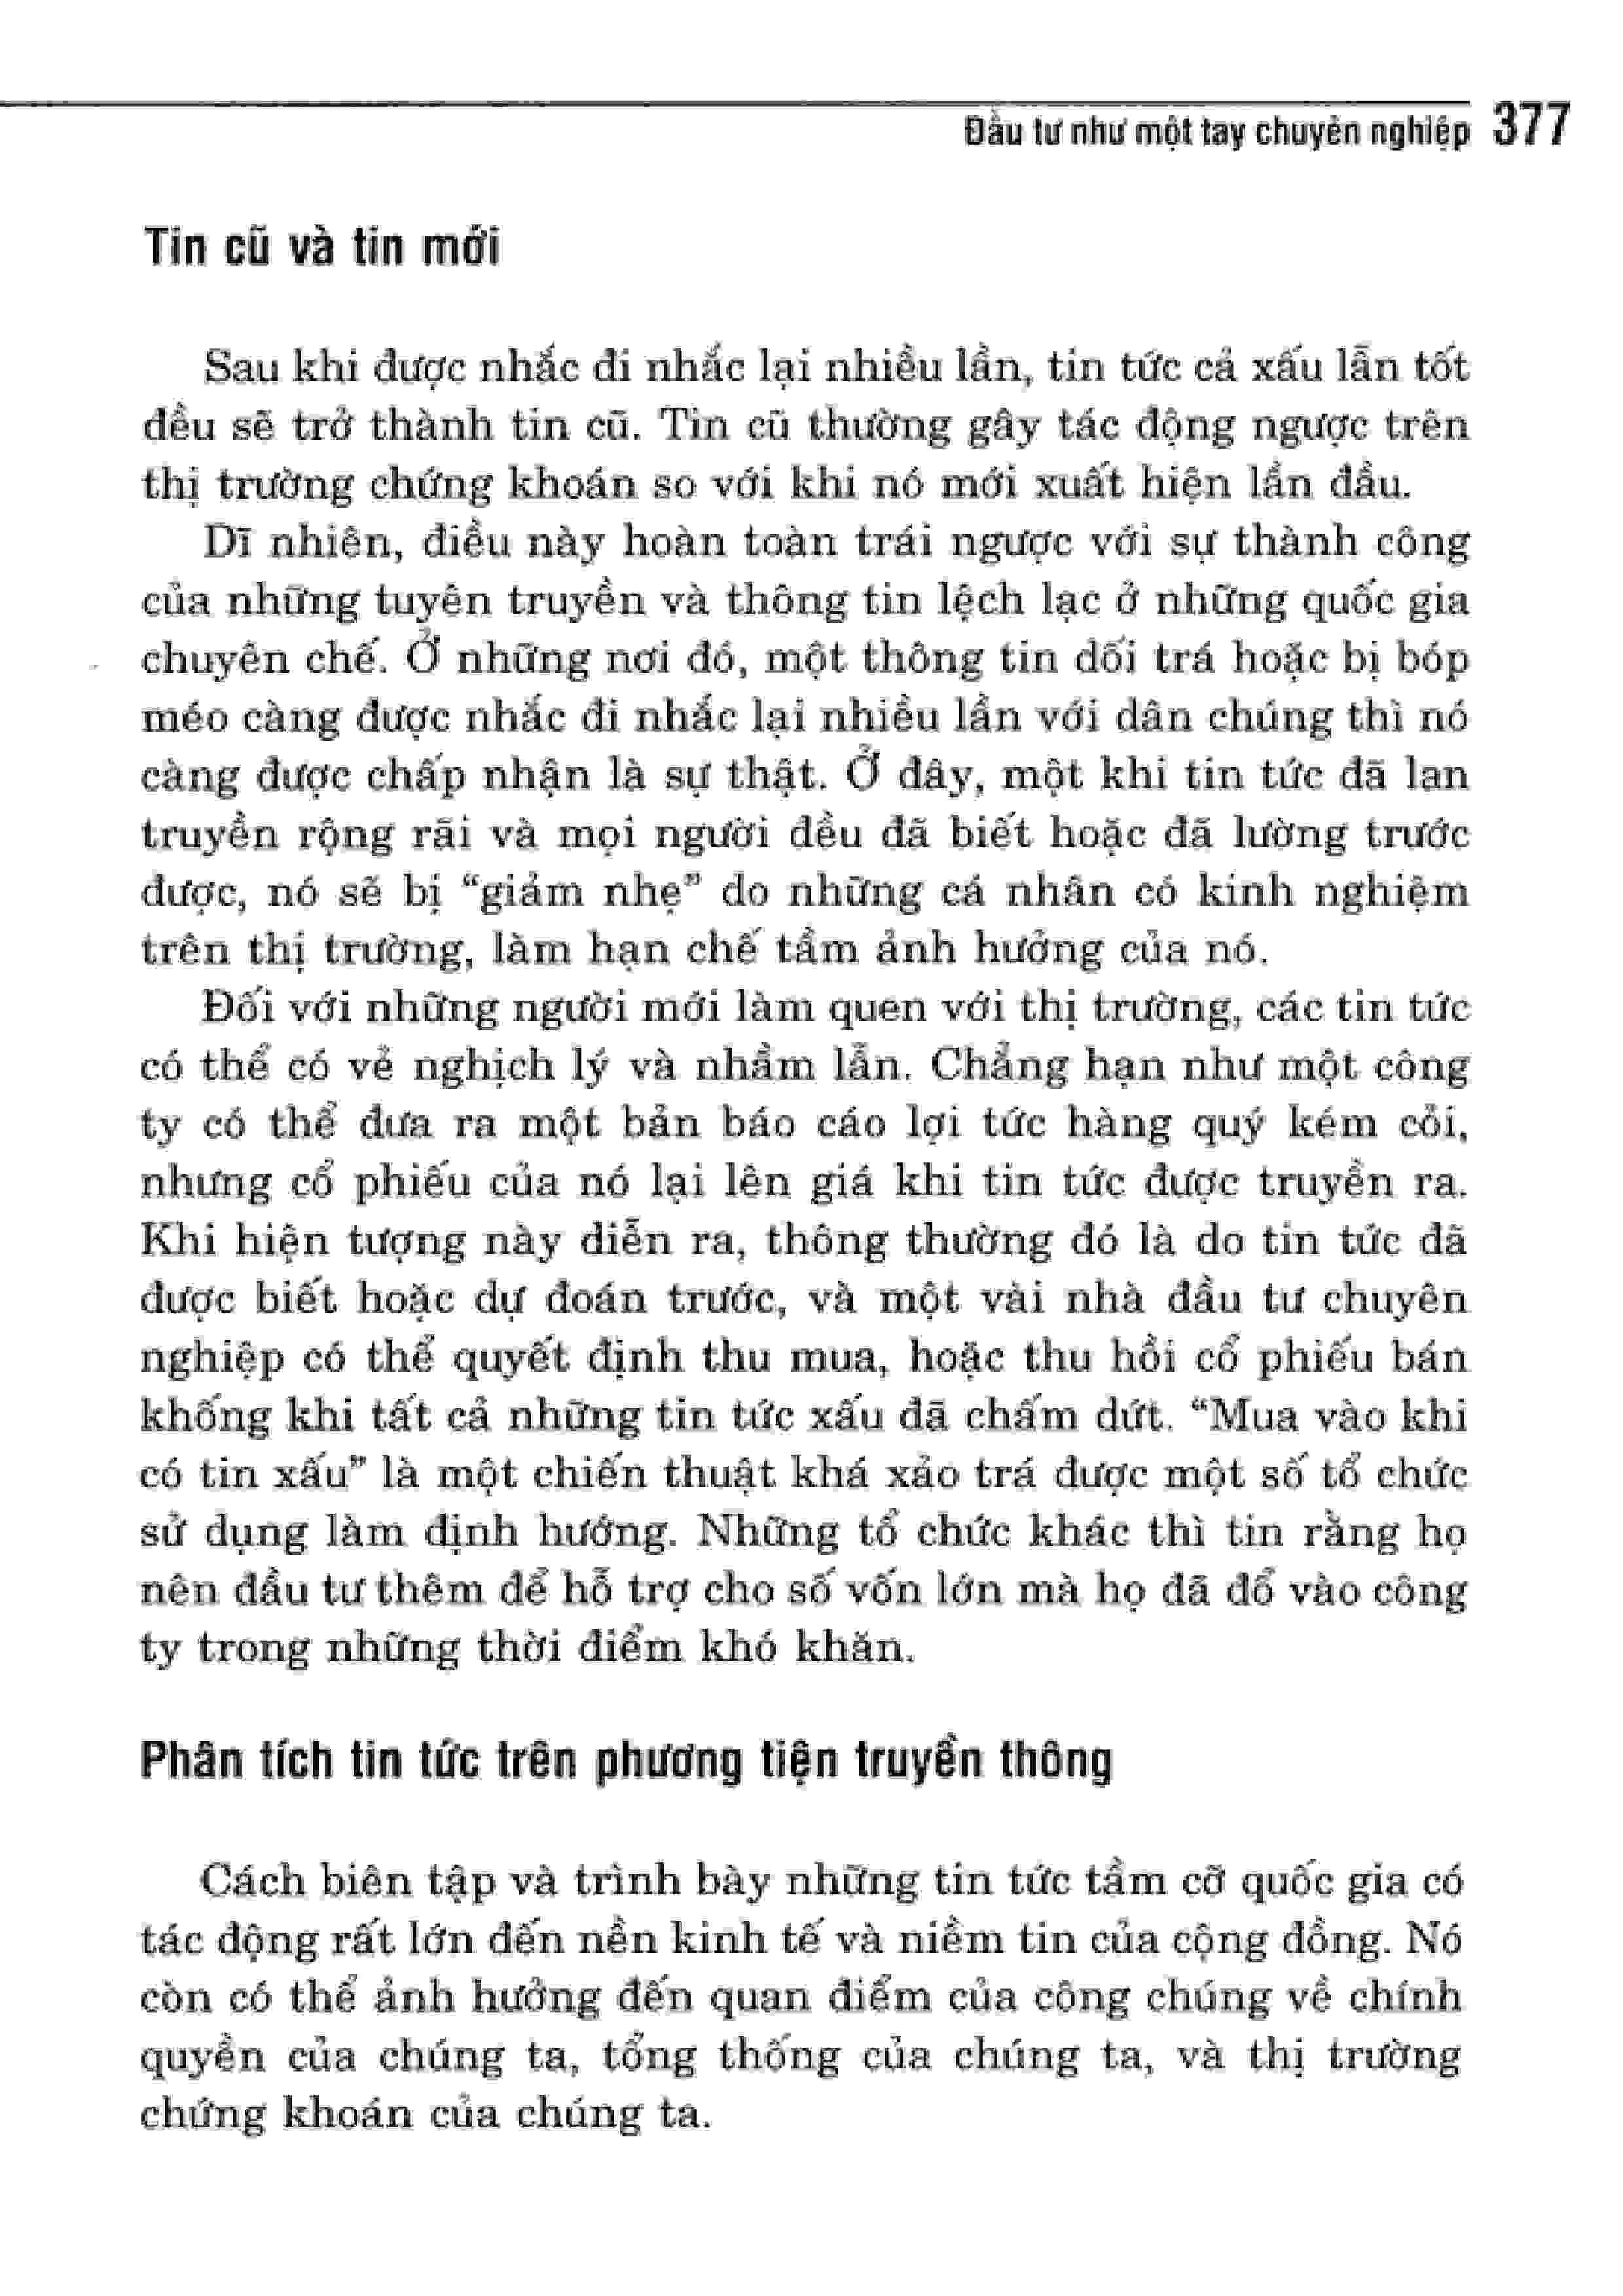 Đầu tư như một tay chuyên nghiệp 377
Tin cũ và tin mới
Sau khi được nhắc đi nhắc lại nhiều lần, tin tức cả xấu lẫn tốt
đều sẽ trở thành tin cũ. Tin cũ thường gây tác động ngược trên
thị trường chứng khoán so với khi nó mới xuất hiện lần đầu.
Dĩ nhiên, điều này hoàn toàn trái ngược với sự thành công
của những tuyên truyền và thông tin lệch lạc ở những quốc gia
chuyên chế. Ở những nơi đó, một thông tin dối trá hoặc bị bóp
méo càng được nhắc đi nhắc lại nhiều lần với dân chúng thì nó
càng được chấp nhận là sự thật. Ở đây, một khi tin tức đã lan
truyền rộng rãi và mọi người đều đã biết hoặc đã lường trước
được, nó sẽ bị “giảm nhẹ” do những cá nhân có kinh nghiệm
trên thị trường, làm hạn chế tầm ảnh hưởng của nó.
Đối với những người mới làm quen với thị trường, các tin tức
có thể có vẻ nghịch lý và nhầm lẫn. Chẳng hạn như một công
ty có thể đưa ra một bản báo cáo lợi tức hàng quý kém cỏi,
nhưng cổ phiếu của nó lại lên giá khi tin tức được truyền ra.
Khi hiện tượng này diễn ra, thông thường đó là do tin tức đã
được biết hoặc dự đoán trước, và một vài nhà đầu tư chuyên
nghiệp có thể quyết định thu mua, hoặc thu hồi cổ phiếu bán
khống khi tất cả những tin tức xấu đã chấm dứt. “Mua vào khi
có tin xấu” là một chiến thuật khá xảo trá được một số tổ chức
sử dụng làm định hướng. Những tổ chức khác thì tin rằng họ
nên đầu tư thêm để hỗ trợ cho số vốn lớn mà họ đã đổ vào công
ty trong những thời điểm khó khăn.
Phân tích tin tức trên phương tiện truyền thông
Cách biên tập và trình bày những tin tức tầm cỡ quốc gia có
tác động rất lớn đến nền kinh tế và niềm tin của cộng đồng. Nó
còn có thể ảnh hưởng đến quan điểm của công chúng về chính
quyền của chúng ta, tổng thống của chúng ta, và thị trường
chứng khoán của chúng ta.